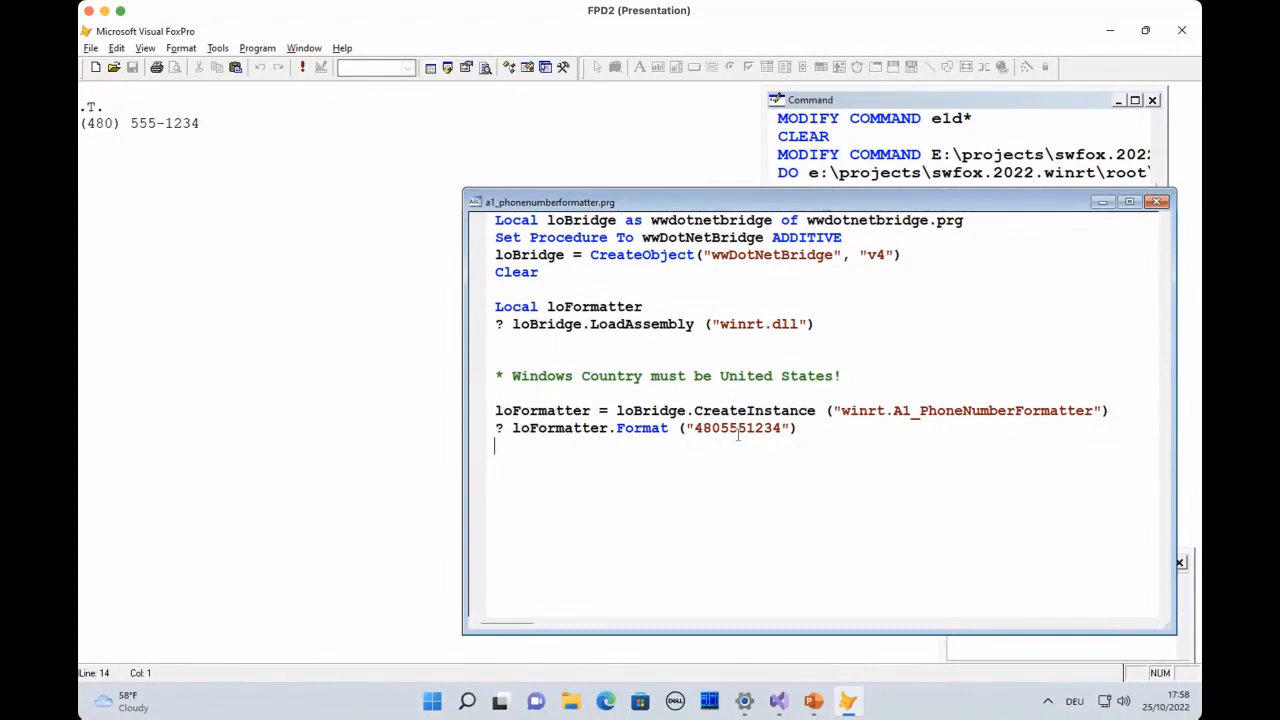 FPD2 (Presentation)
Microsoft Visual FoxPro
File Edit View Format Tools Program Window Help
.T.
(480) 555-1234
Command
MODIFY COMMAND e1d*
CLEAR
MODIFY COMMAND E:\projects\swfox.2022
DO e:\projects\swfox.2022.winrt\root\
a1_phonenumberformatter.prg
Local loBridge as wwdotnetbridge of wwdotnetbridge.prg
Set Procedure To wwDotNetBridge ADDITIVE
loBridge = CreateObject("wwDotNetBridge", "v4")
Clear
Local loFormatter
? loBridge.LoadAssembly ("winrt.dll")
* Windows Country must be United States!
loFormatter = loBridge.CreateInstance ("winrt.A1_PhoneNumberFormatter")
? loFormatter.Format ("4805551234")
Line: 14 Col: 1
NUM
58°F
Cloudy
DELL
DEU
17:58
25/10/2022